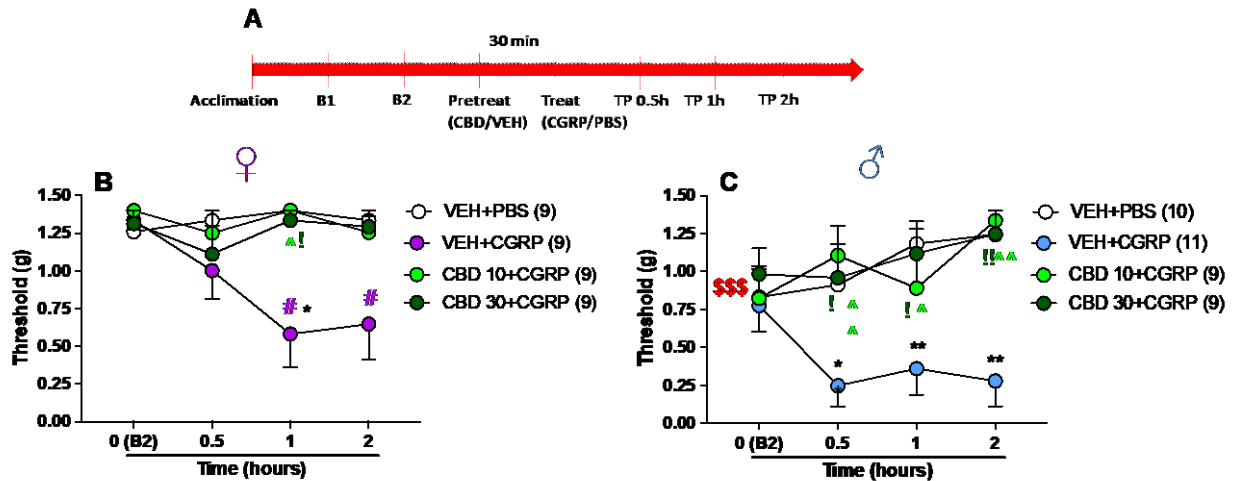 A
30 min
Acclimation B1 B2 Pretreat Treat TP 0.5h TP 1h TP 2h
(CBD/VEH) (CGRP/PBS)
♀
B
Threshold (g)
1.50
1.25
1.00
0.75
0.50
0.25
0.00
^ !
# *
#
0 (B2) 0.5 1 2
Time (hours)
VEH+PBS (9)
VEH+CGRP (9)
CBD 10+CGRP (9)
CBD 30+CGRP (9)
♂
C
Threshold (g)
1.50
1.25
1.00
0.75
0.50
0.25
0.00
$$$
! ^
^
! ^
!!^^
*
**
**
*
0 (B2) 0.5 1 2
Time (hours)
VEH+PBS (10)
VEH+CGRP (11)
CBD 10+CGRP (9)
CBD 30+CGRP (9)